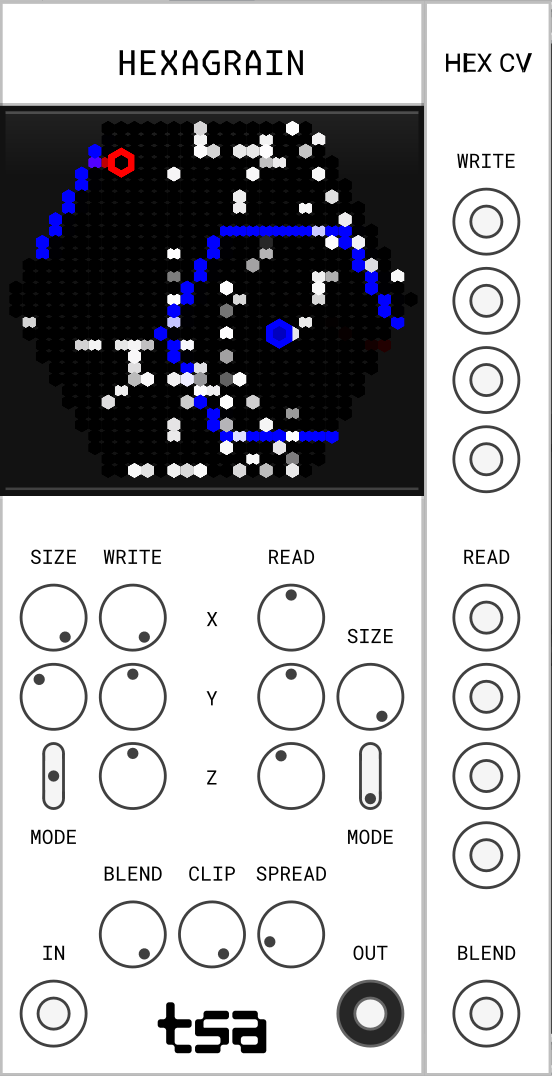 HEXAGRAIN
HEX CV
WRITE
SIZE WRITE READ
READ
X
SIZE
Y
Z
MODE MODE
BLEND CLIP SPREAD
IN OUT
BLEND
tsa